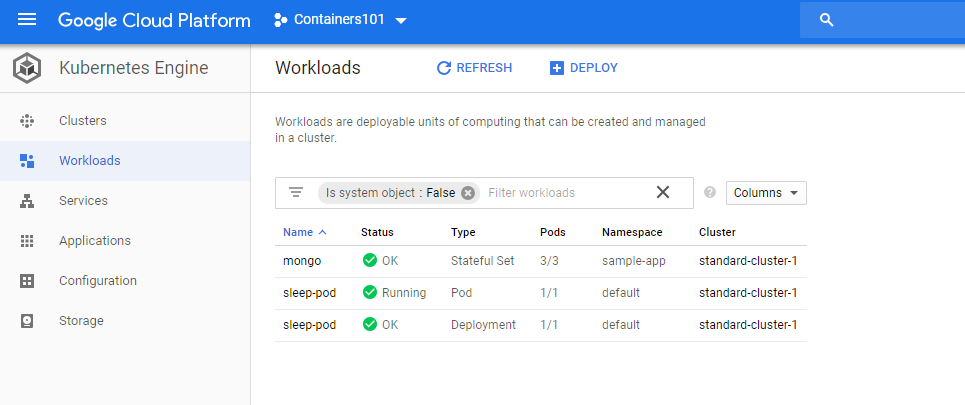 Google Cloud Platform Containers101
Kubernetes Engine
Workloads REFRESH DEPLOY
Clusters
Workloads
Services
Applications
Configuration
Storage
Workloads are deployable units of computing that can be created and managed
in a cluster.
Is system object : False Filter workloads Columns
Name Status Type Pods Namespace Cluster
mongo OK Stateful Set 3/3 sample-app standard-cluster-1
sleep-pod Running Pod 1/1 default standard-cluster-1
sleep-pod OK Deployment 1/1 default standard-cluster-1